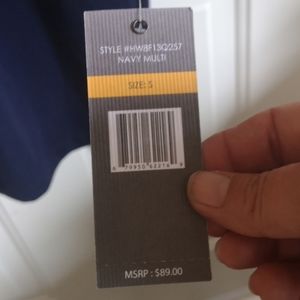 STYLE #HW8F13Q257
NAVY MULTI
SIZE: S
MSRP : $89.00